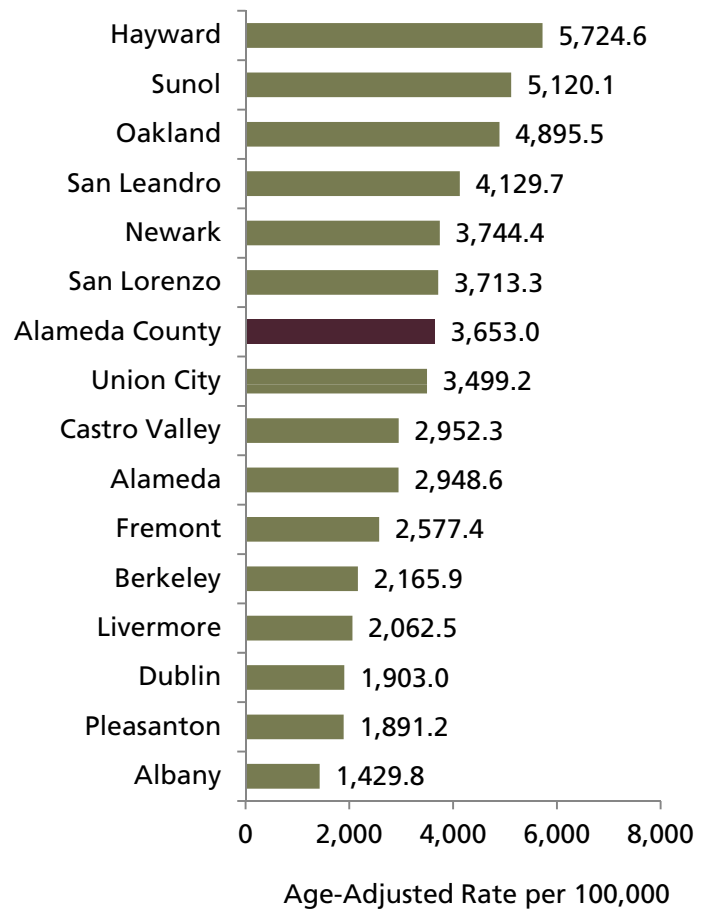 Hayward 5,724.6
Sunol 5,120.1
Oakland 4,895.5
San Leandro 4,129.7
Newark 3,744.4
San Lorenzo 3,713.3
Alameda County 3,653.0
Union City 3,499.2
Castro Valley 2,952.3
Alameda 2,948.6
Fremont 2,577.4
Berkeley 2,165.9
Livermore 2,062.5
Dublin 1,903.0
Pleasanton 1,891.2
Albany 1,429.8
0 2,000 4,000 6,000 8,000
Age-Adjusted Rate per 100,000